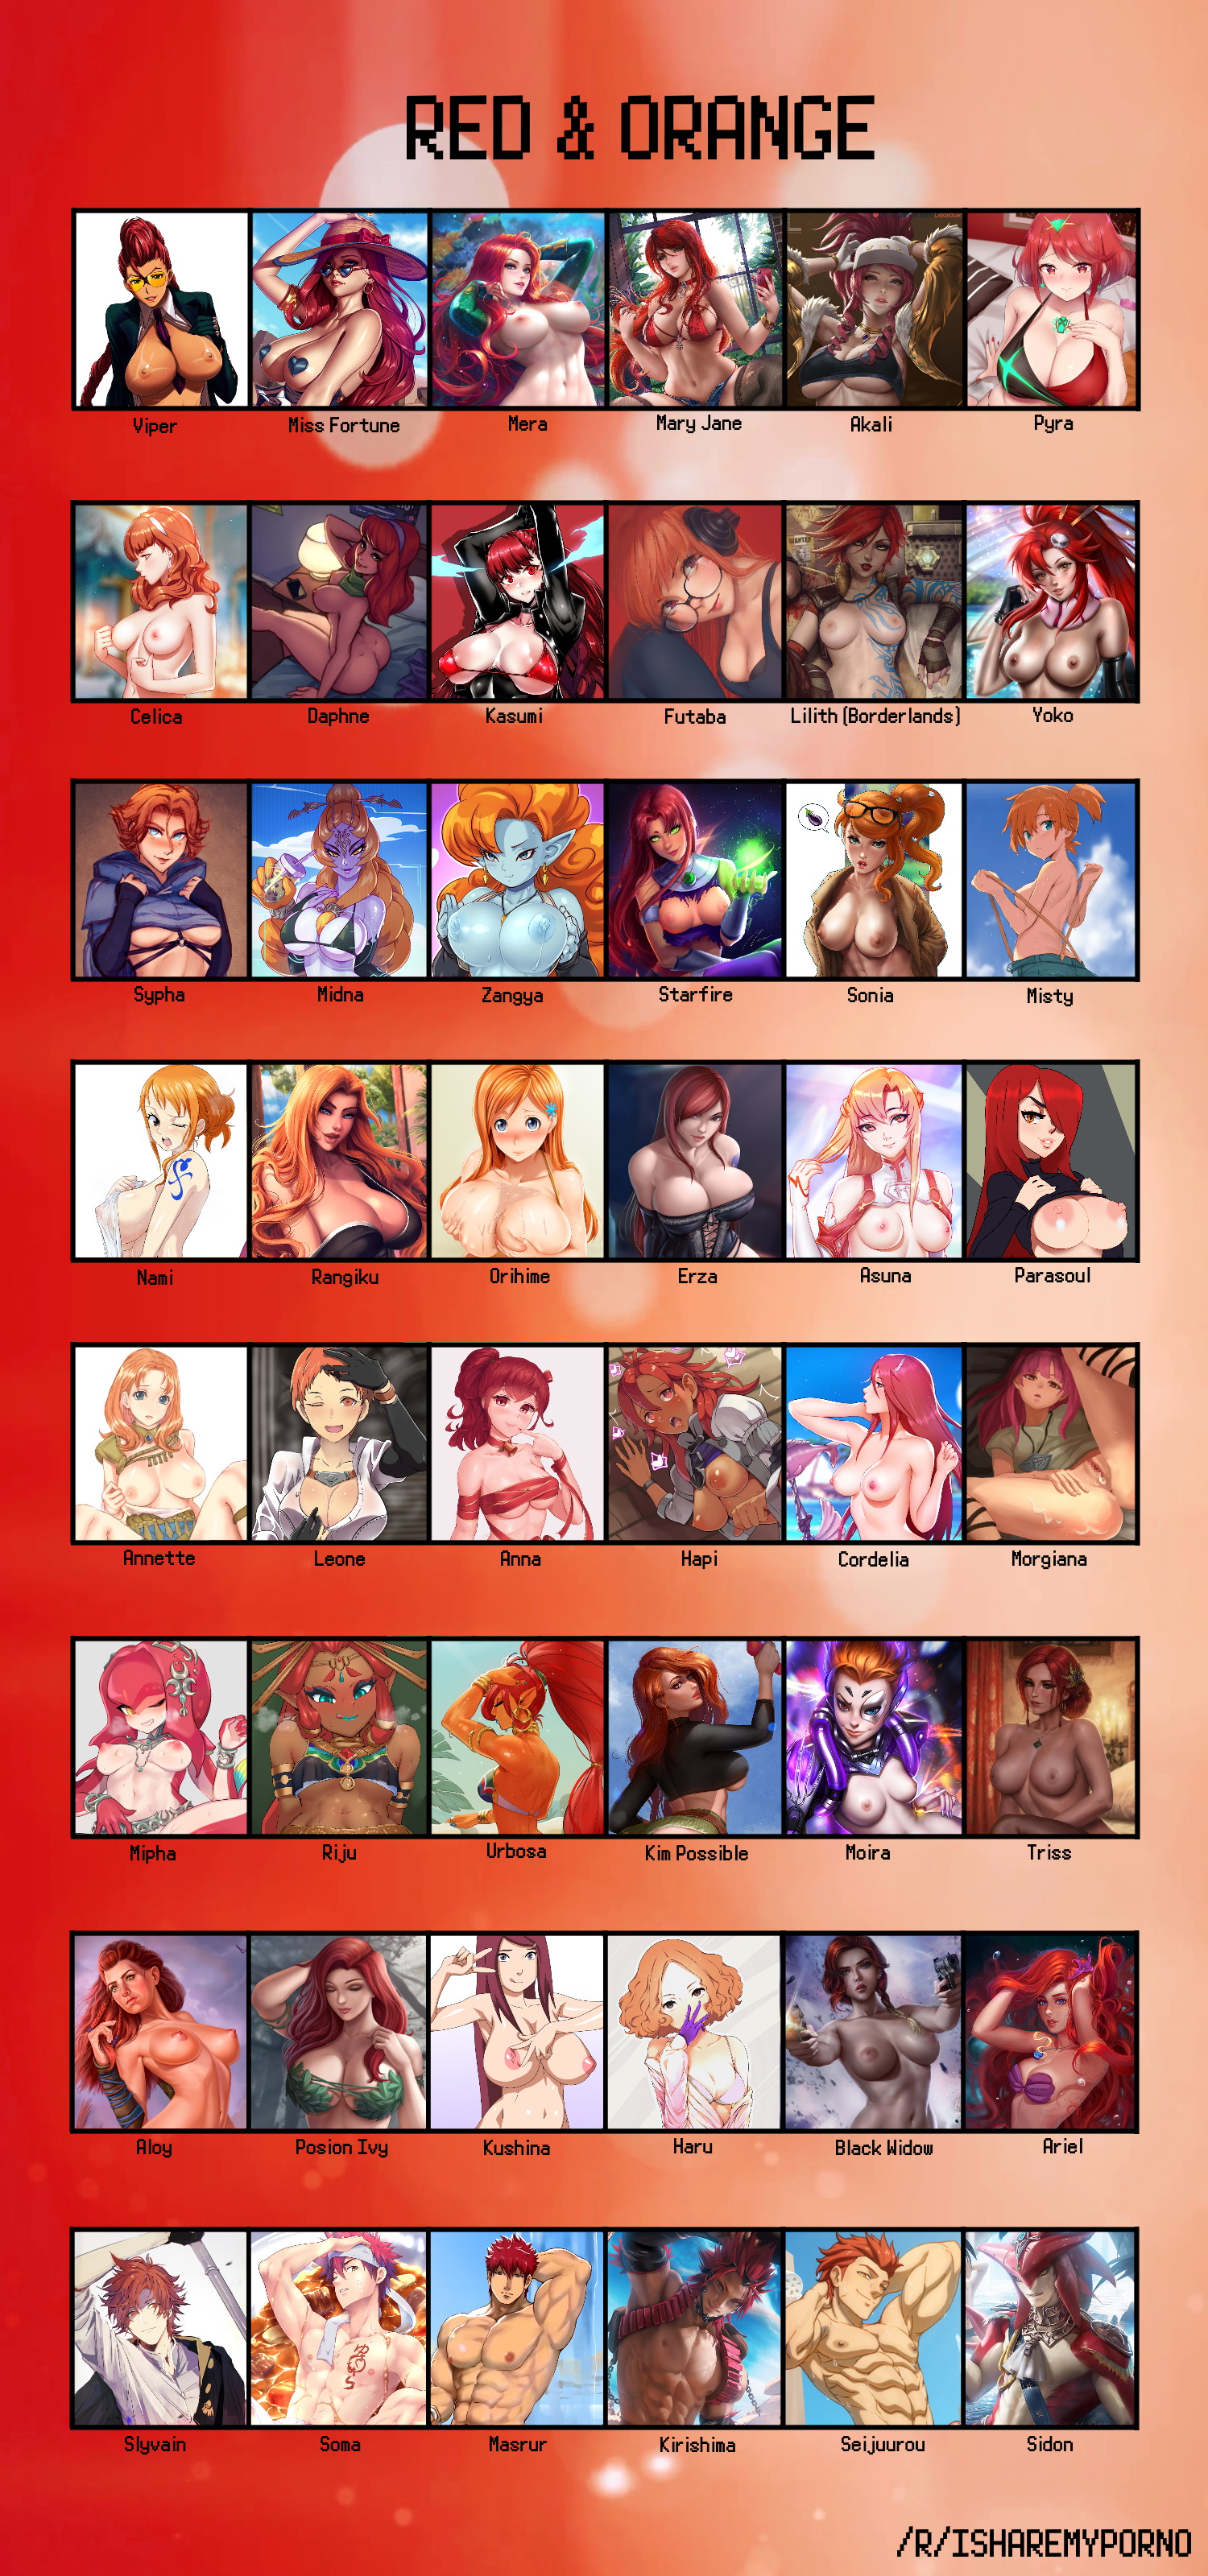 RED & ORANGE
Viper Miss Fortune Mera Mary Jane Akali Pyra
Celica Daphne Kasumi Futaba Lilith (Borderlands) Yoko
Sypha Midna Zangya Starfire Sonia Misty
Nami Rangiku Orihime Erza Asuna Parasoul
Annette Leone Anna Hapi Cordelia Morgiana
Mipha Riju Urbosa Kim Possible Moira Triss
Aloy Posion Ivy Kushina Haru Black Widow Ariel
Slyvain Soma Masrur Kirishima Seijuurou Sidon
/R/ISHAREMYPORNO